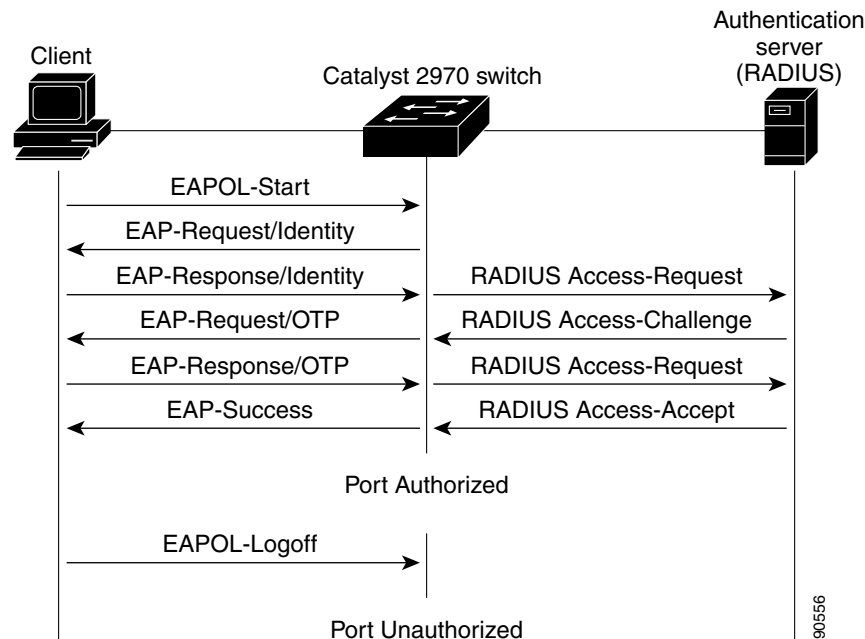 Client
Catalyst 2970 switch
Authentication
server
(RADIUS)
EAPOL-Start
EAP-Request/Identity
EAP-Response/Identity
RADIUS Access-Request
EAP-Request/OTP
RADIUS Access-Challenge
EAP-Response/OTP
RADIUS Access-Request
EAP-Success
RADIUS Access-Accept
Port Authorized
EAPOL-Logoff
Port Unauthorized
90556